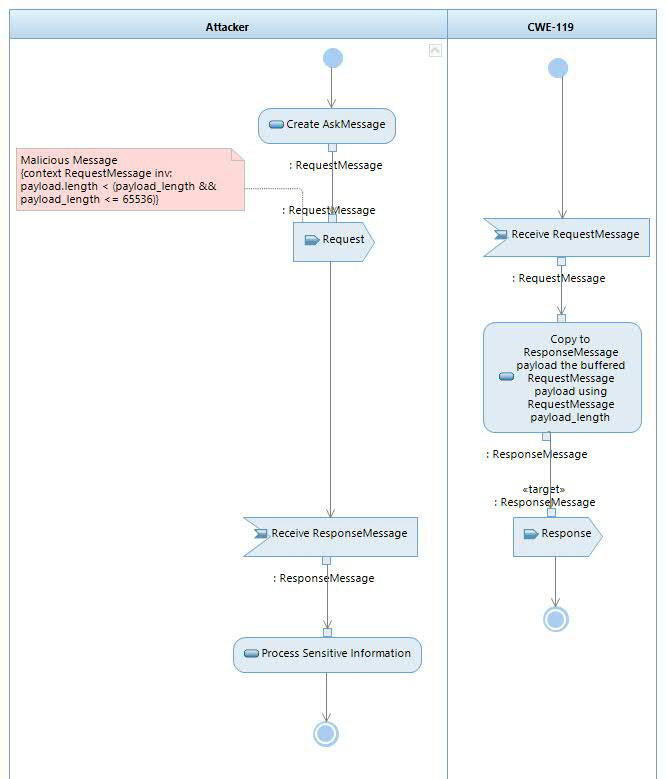 Attacker
CWE-119
Create AskMessage
: RequestMessage
Malicious Message
{context RequestMessage inv:
payload.length < (payload_length &&
payload_length <= 65536)}
: RequestMessage
Request
Receive RequestMessage
: RequestMessage
Copy to
ResponseMessage
payload the buffered
RequestMessage
payload using
RequestMessage
payload_length
: ResponseMessage
«target»
: ResponseMessage
Response
Receive ResponseMessage
: ResponseMessage
Process Sensitive Information